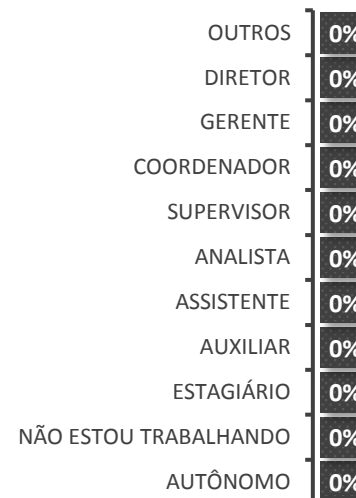 OUTROS 0%
DIRETOR 0%
GERENTE 0%
COORDENADOR 0%
SUPERVISOR 0%
ANALISTA 0%
ASSISTENTE 0%
AUXILIAR 0%
ESTAGIÁRIO 0%
NÃO ESTOU TRABALHANDO 0%
AUTÔNOMO 0%